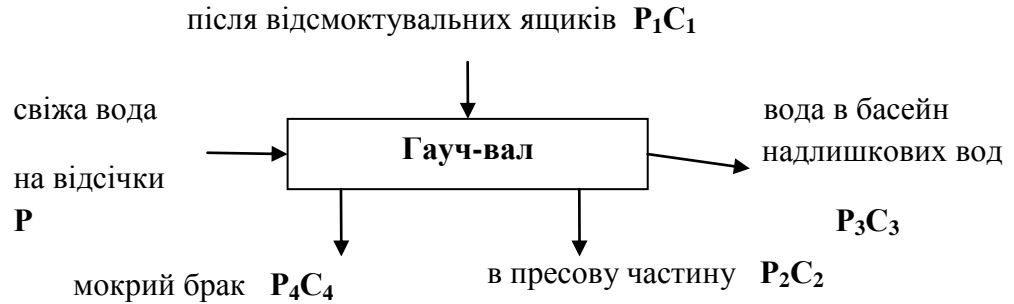 після відсмоктувальних ящиків P₁C₁
свіжа вода
на відсічки
P
Гауч-вал
вода в басейн
надлишкових вод
P₃C₃
мокрий брак P₄C₄
в пресову частину P₂C₂